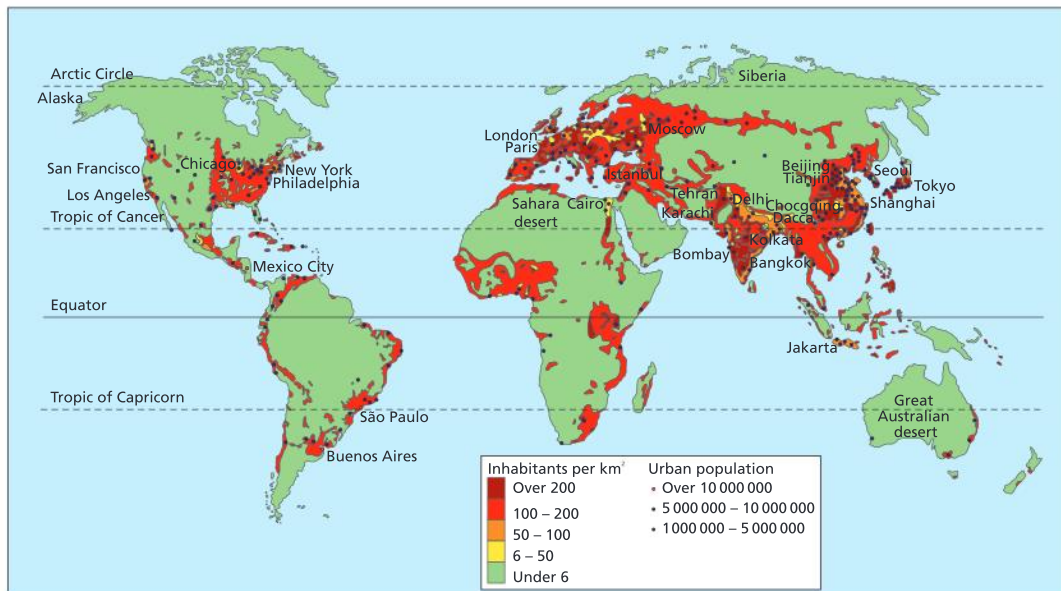 Arctic Circle
Alaska
Siberia
London
Paris
Moscow
San Francisco
Chicago
New York
Philadelphia
Los Angeles
Istanbul
Beijing
Tianjin
Seoul
Tokyo
Tehran
Delhi
Chocqding
Shanghai
Tropic of Cancer
Sahara
desert
Cairo
Karachi
Dacca
Kolkata
Bombay
Bangkok
Mexico City
Equator
Jakarta
Tropic of Capricorn
São Paulo
Great
Australian
desert
Buenos Aires
Inhabitants per km²
Over 200
100 – 200
50 – 100
6 – 50
Under 6
Urban population
Over 10 000 000
5 000 000 – 10 000 000
1 000 000 – 5 000 000